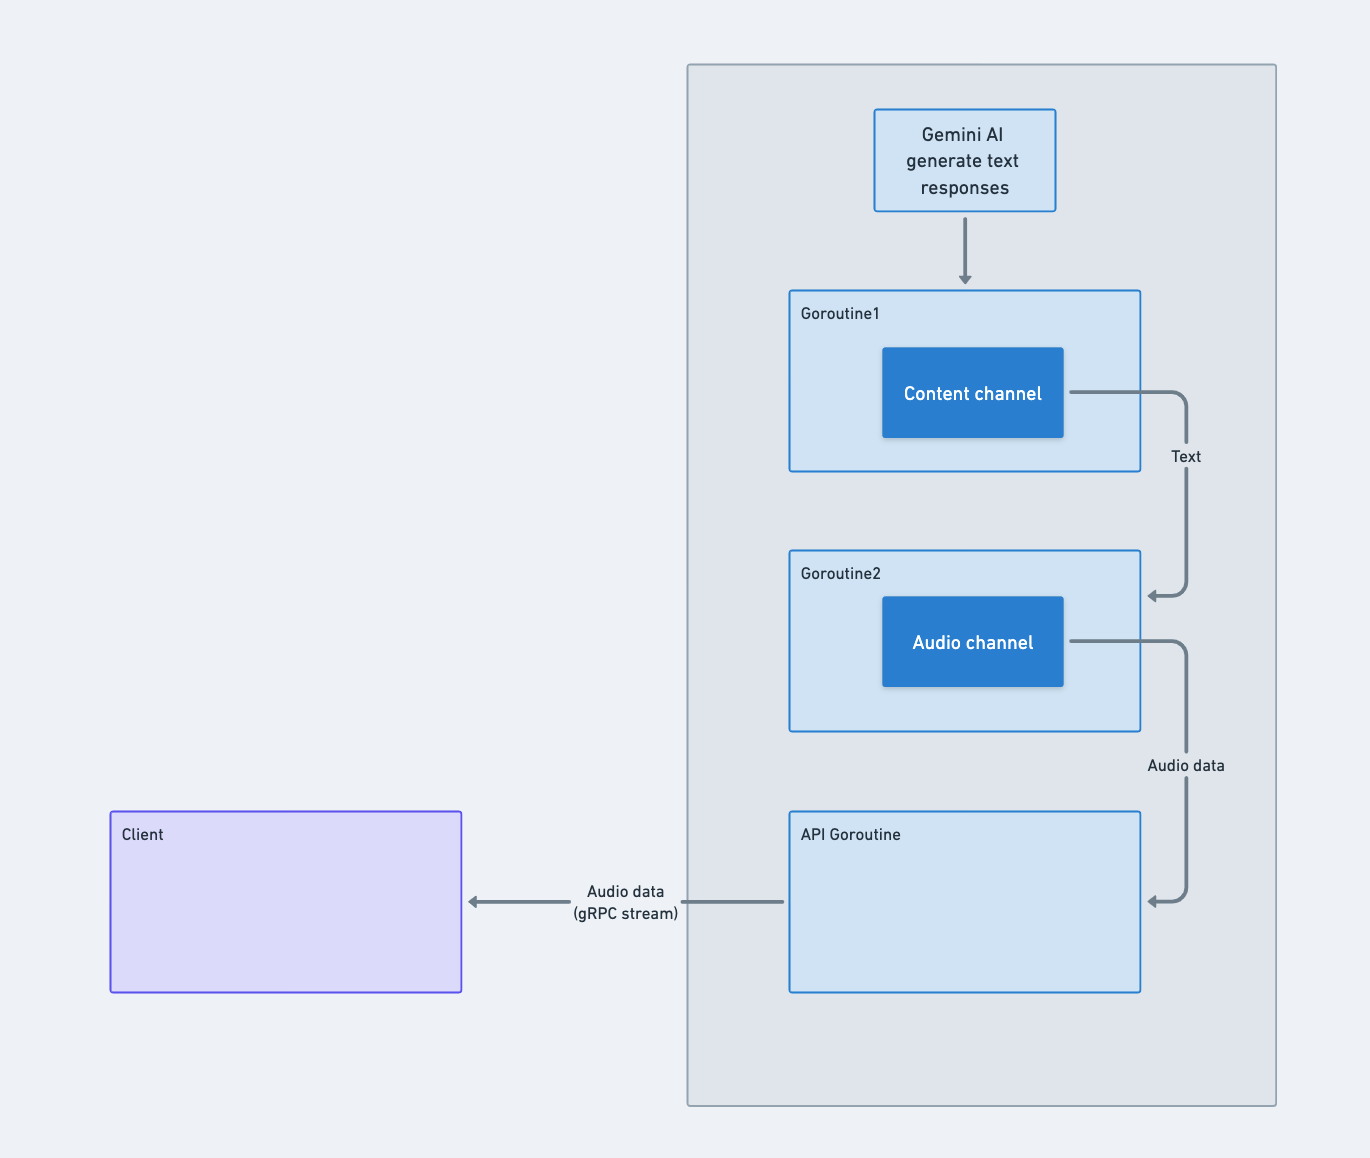 Gemini AI
generate text
responses
Goroutine1
Content channel
Text
Goroutine2
Audio channel
Audio data
Client
API Goroutine
Audio data
(gRPC stream)